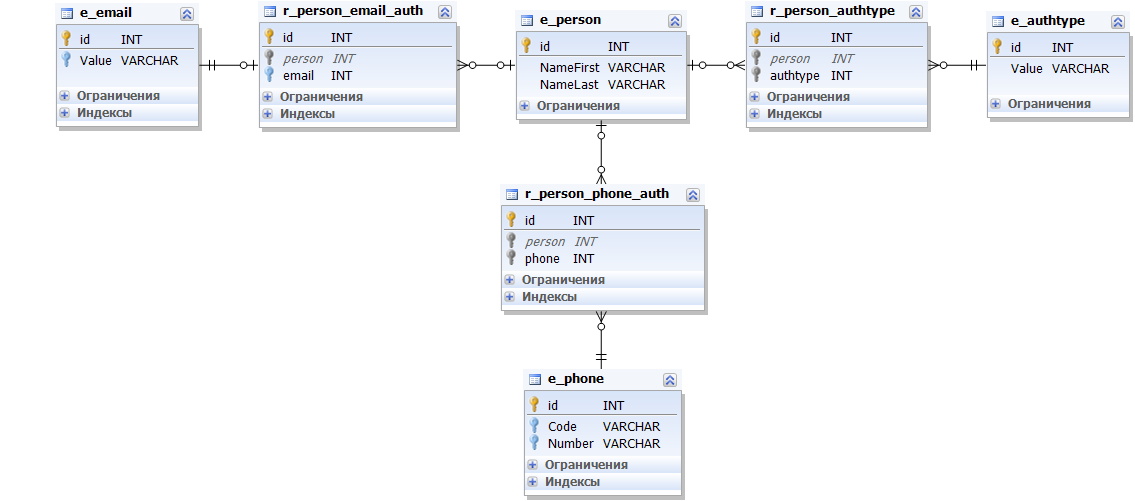 e_email
id INT
Value VARCHAR
Ограничения
Индексы
r_person_email_auth
id INT
person INT
email INT
Ограничения
Индексы
e_person
id INT
NameFirst VARCHAR
NameLast VARCHAR
Ограничения
r_person_authtype
id INT
person INT
authtype INT
Ограничения
Индексы
e_authtype
id INT
Value VARCHAR
Ограничения
r_person_phone_auth
id INT
person INT
phone INT
Ограничения
Индексы
e_phone
id INT
Code VARCHAR
Number VARCHAR
Ограничения
Индексы